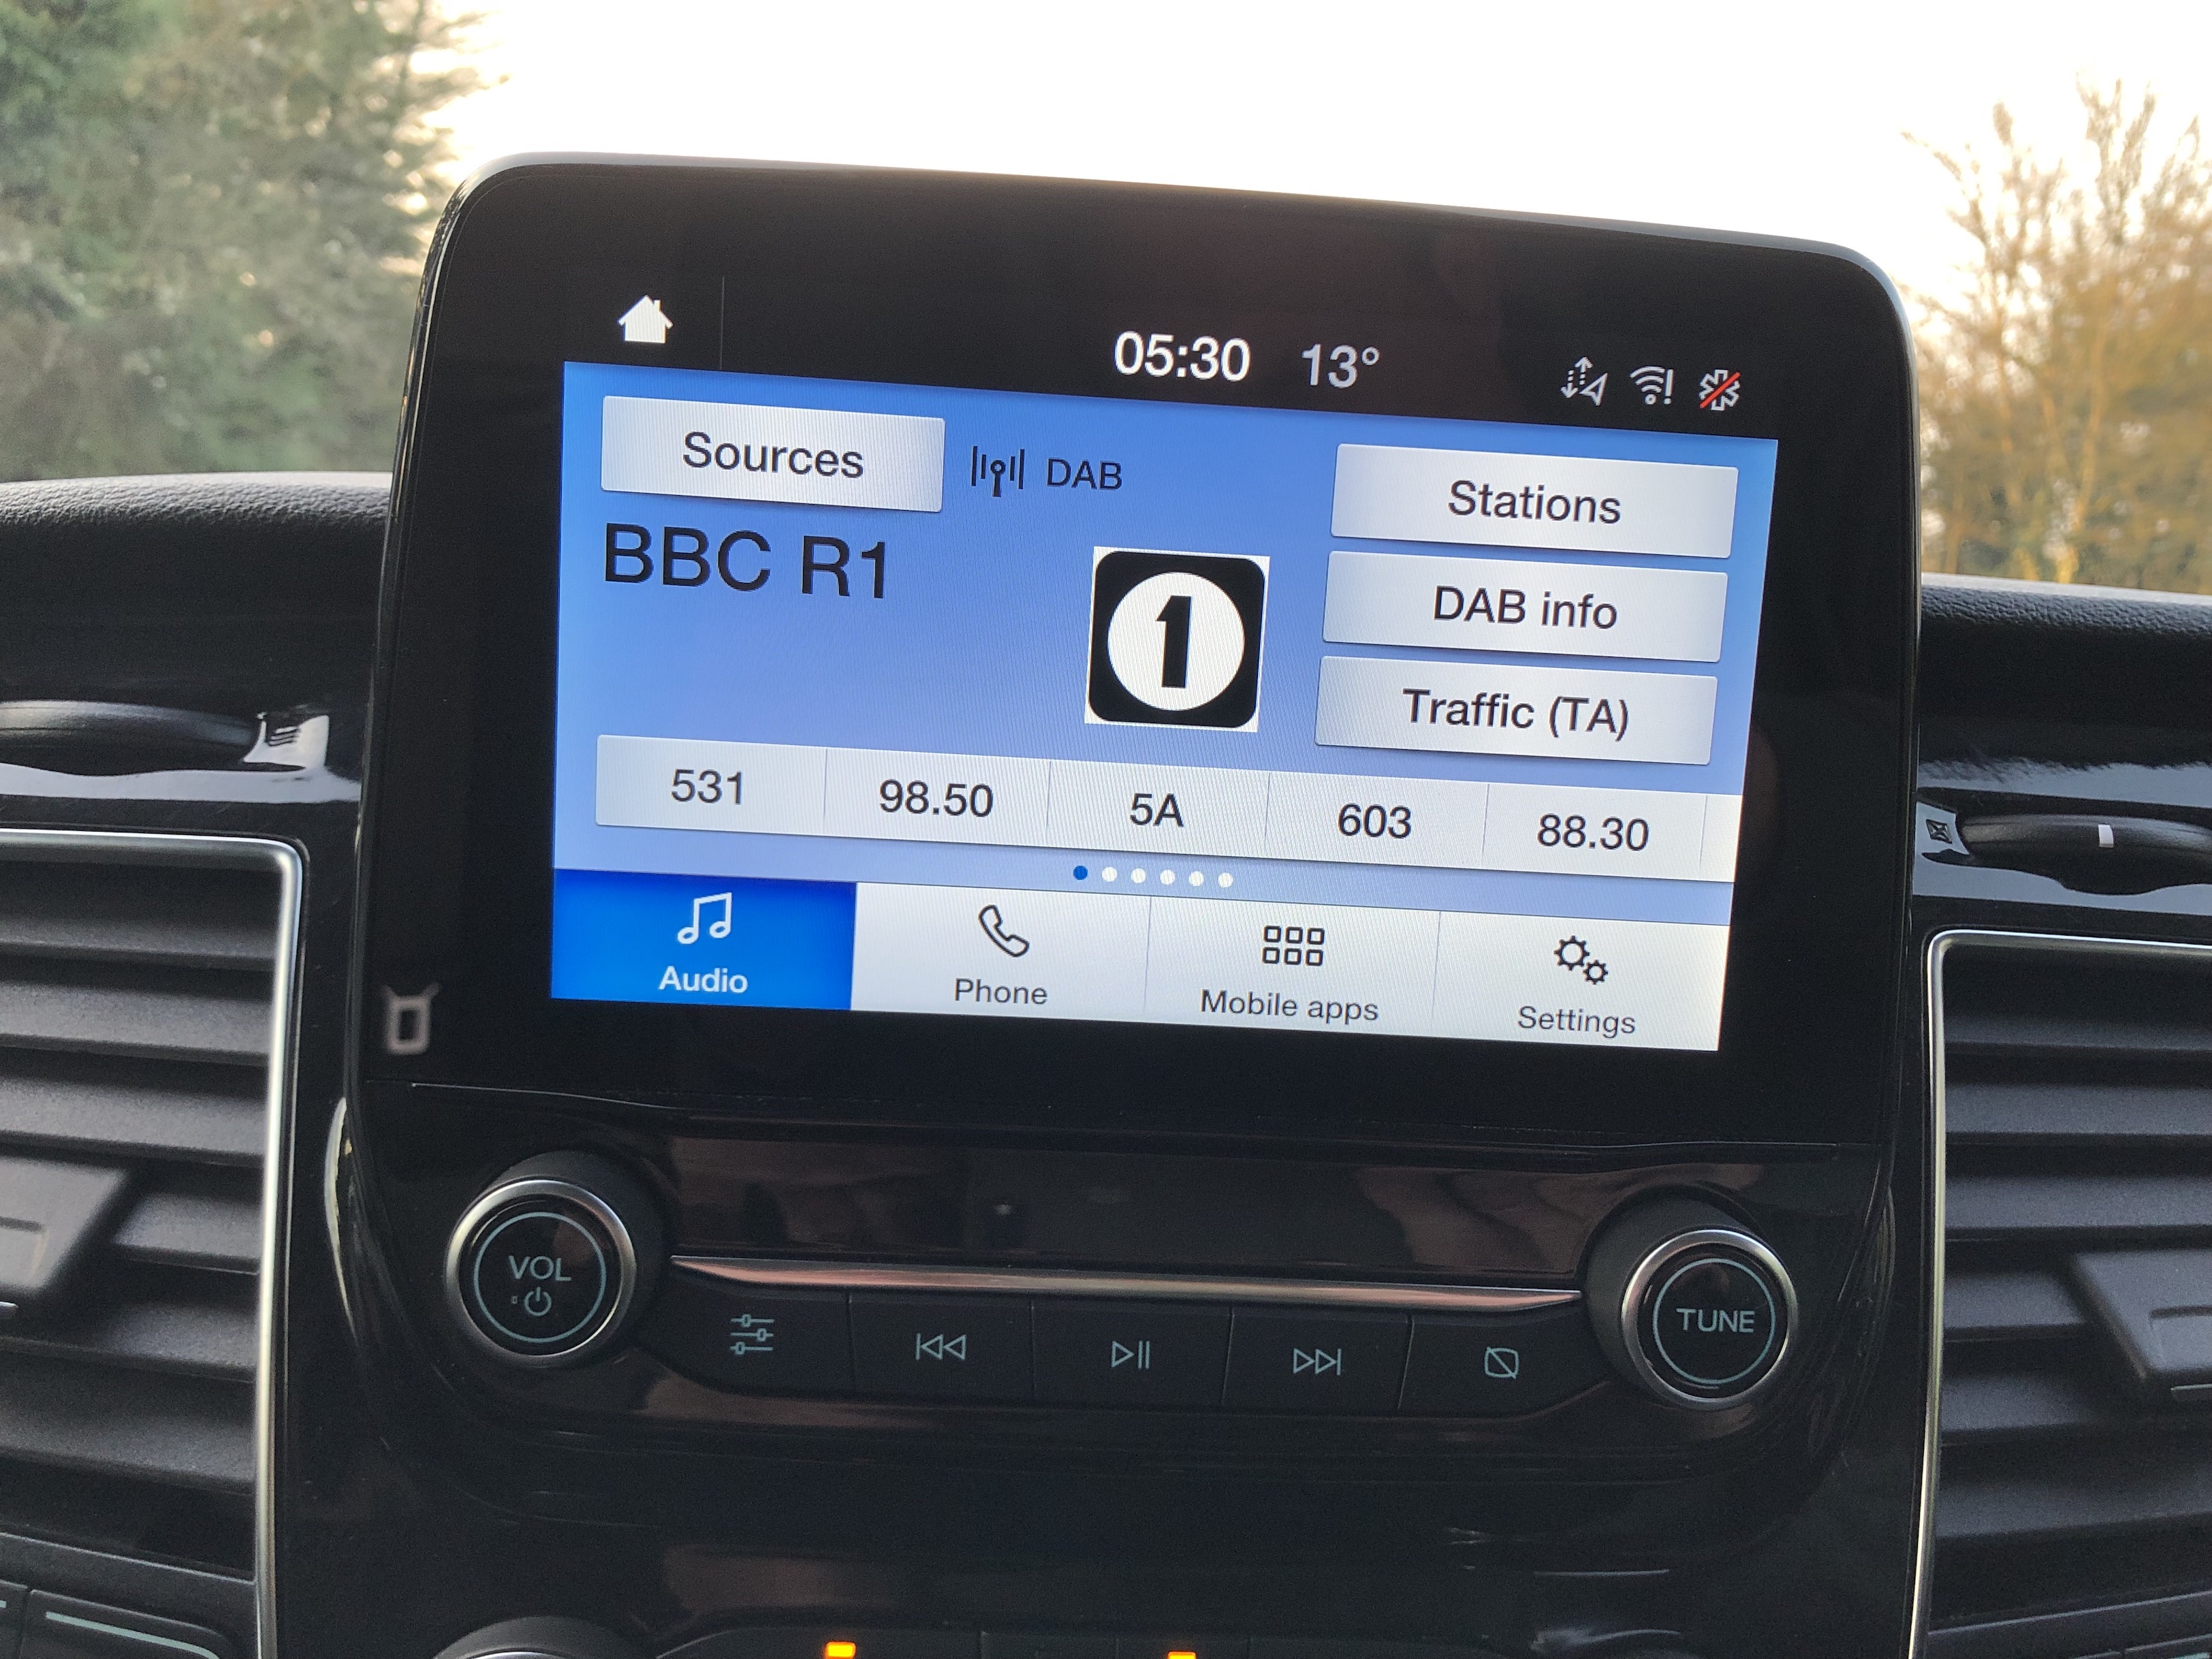 05:30 13°
Sources DAB Stations
BBC R1
1
DAB info
Traffic (TA)
531 98.50 5A 603 88.30
Audio Phone Mobile apps Settings
VOL
TUNE